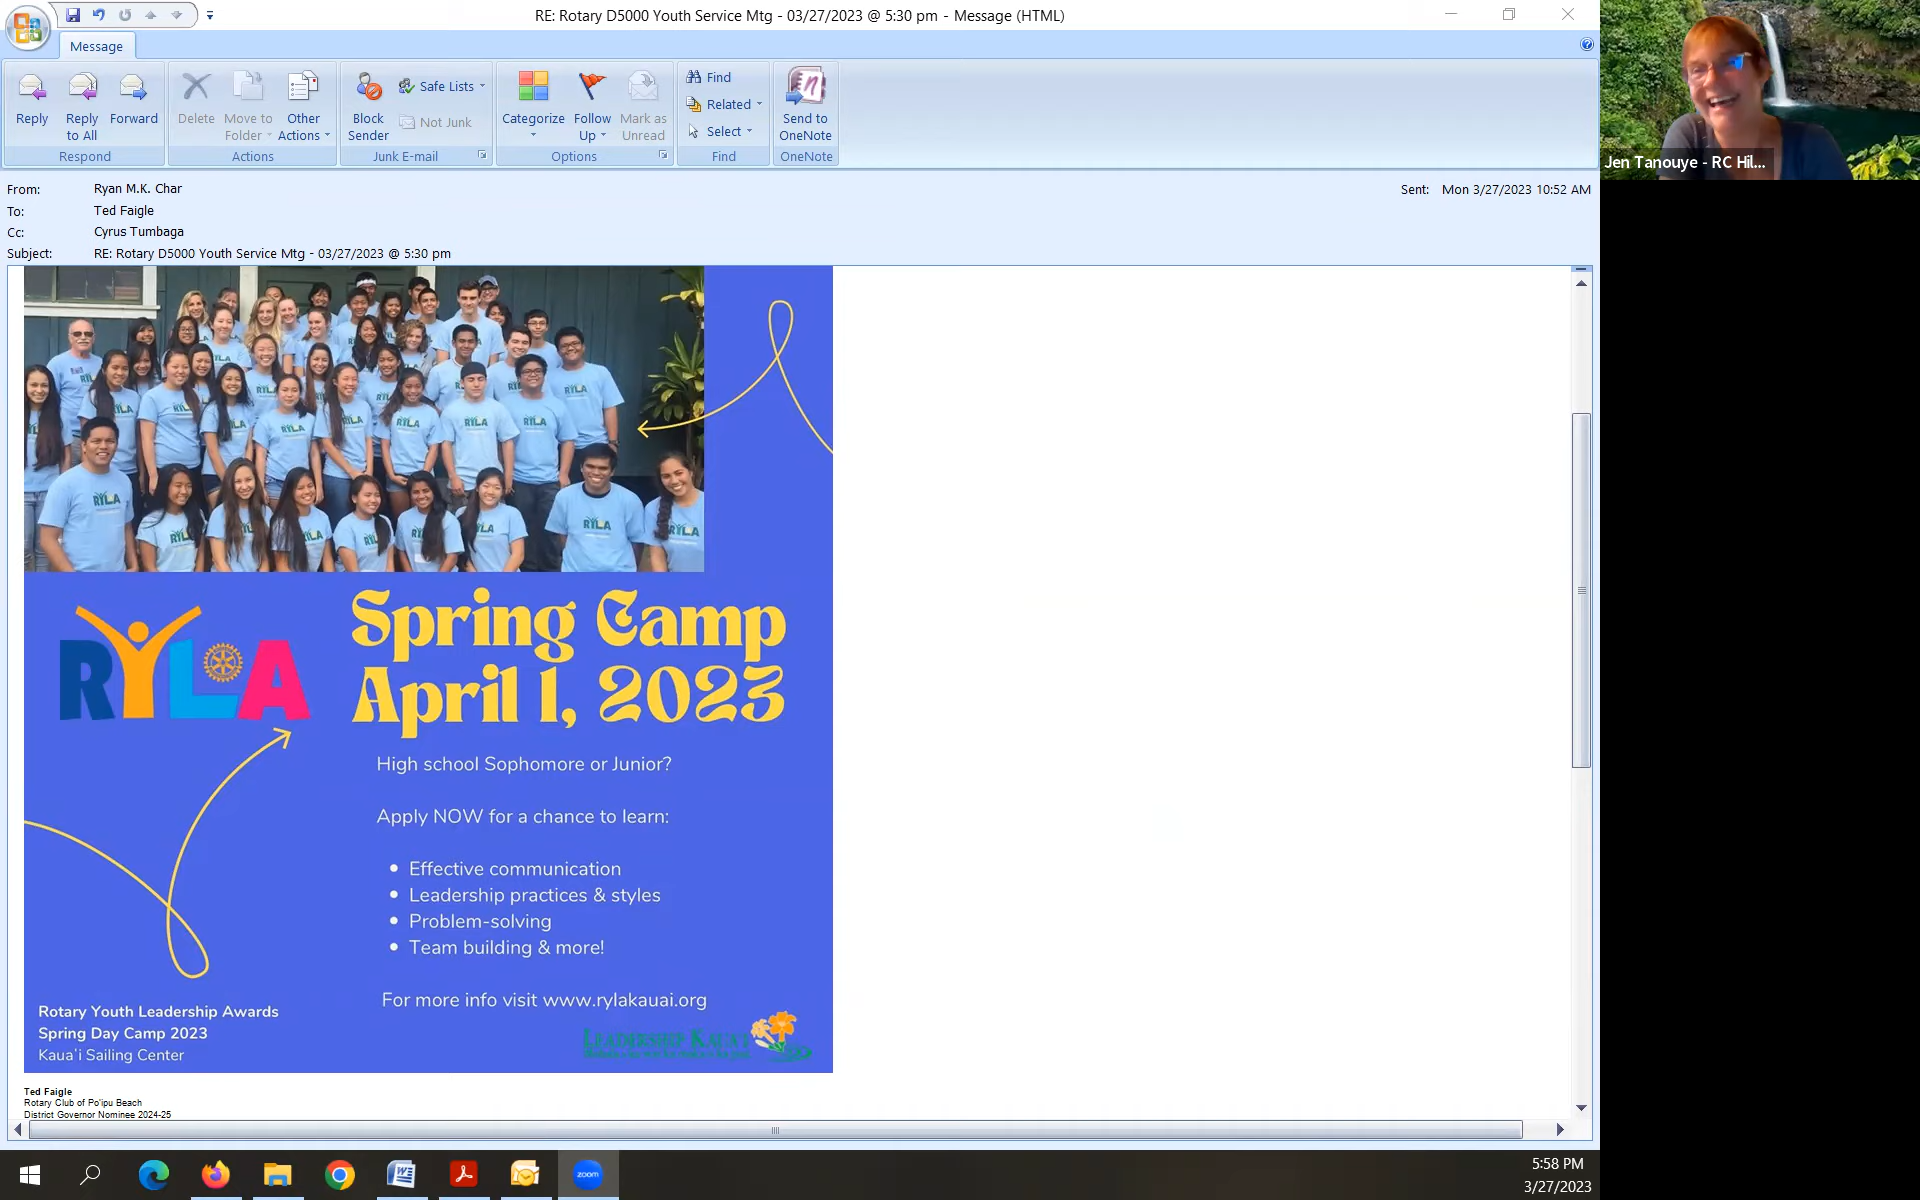 RE: Rotary D5000 Youth Service Mtg - 03/27/2023 @ 5:30 pm - Message (HTML)
Message
Reply
Reply to All
Forward
Delete
Move to Folder
Other Actions
Block Sender
Safe Lists
Not Junk
Categorize
Follow Up
Mark as Unread
Find
Related
Select
Send to OneNote
Respond
Actions
Junk E-mail
Options
Find
OneNote
Jen Tanouye - RC Hil...
From: Ryan M.K. Char
Sent: Mon 3/27/2023 10:52 AM
To: Ted Faigle
Cc: Cyrus Tumbaga
Subject: RE: Rotary D5000 Youth Service Mtg - 03/27/2023 @ 5:30 pm
RYLA
Spring Camp
April 1, 2023
High school Sophomore or Junior?
Apply NOW for a chance to learn:
• Effective communication
• Leadership practices & styles
• Problem-solving
• Team building & more!
For more info visit www.rylakauai.org
Rotary Youth Leadership Awards
Spring Day Camp 2023
Kaua'i Sailing Center
Leadership Kaua'i
Ted Faigle
Rotary Club of Po'ipu Beach
District Governor Nominee 2024-25
zoom
5:58 PM
3/27/2023